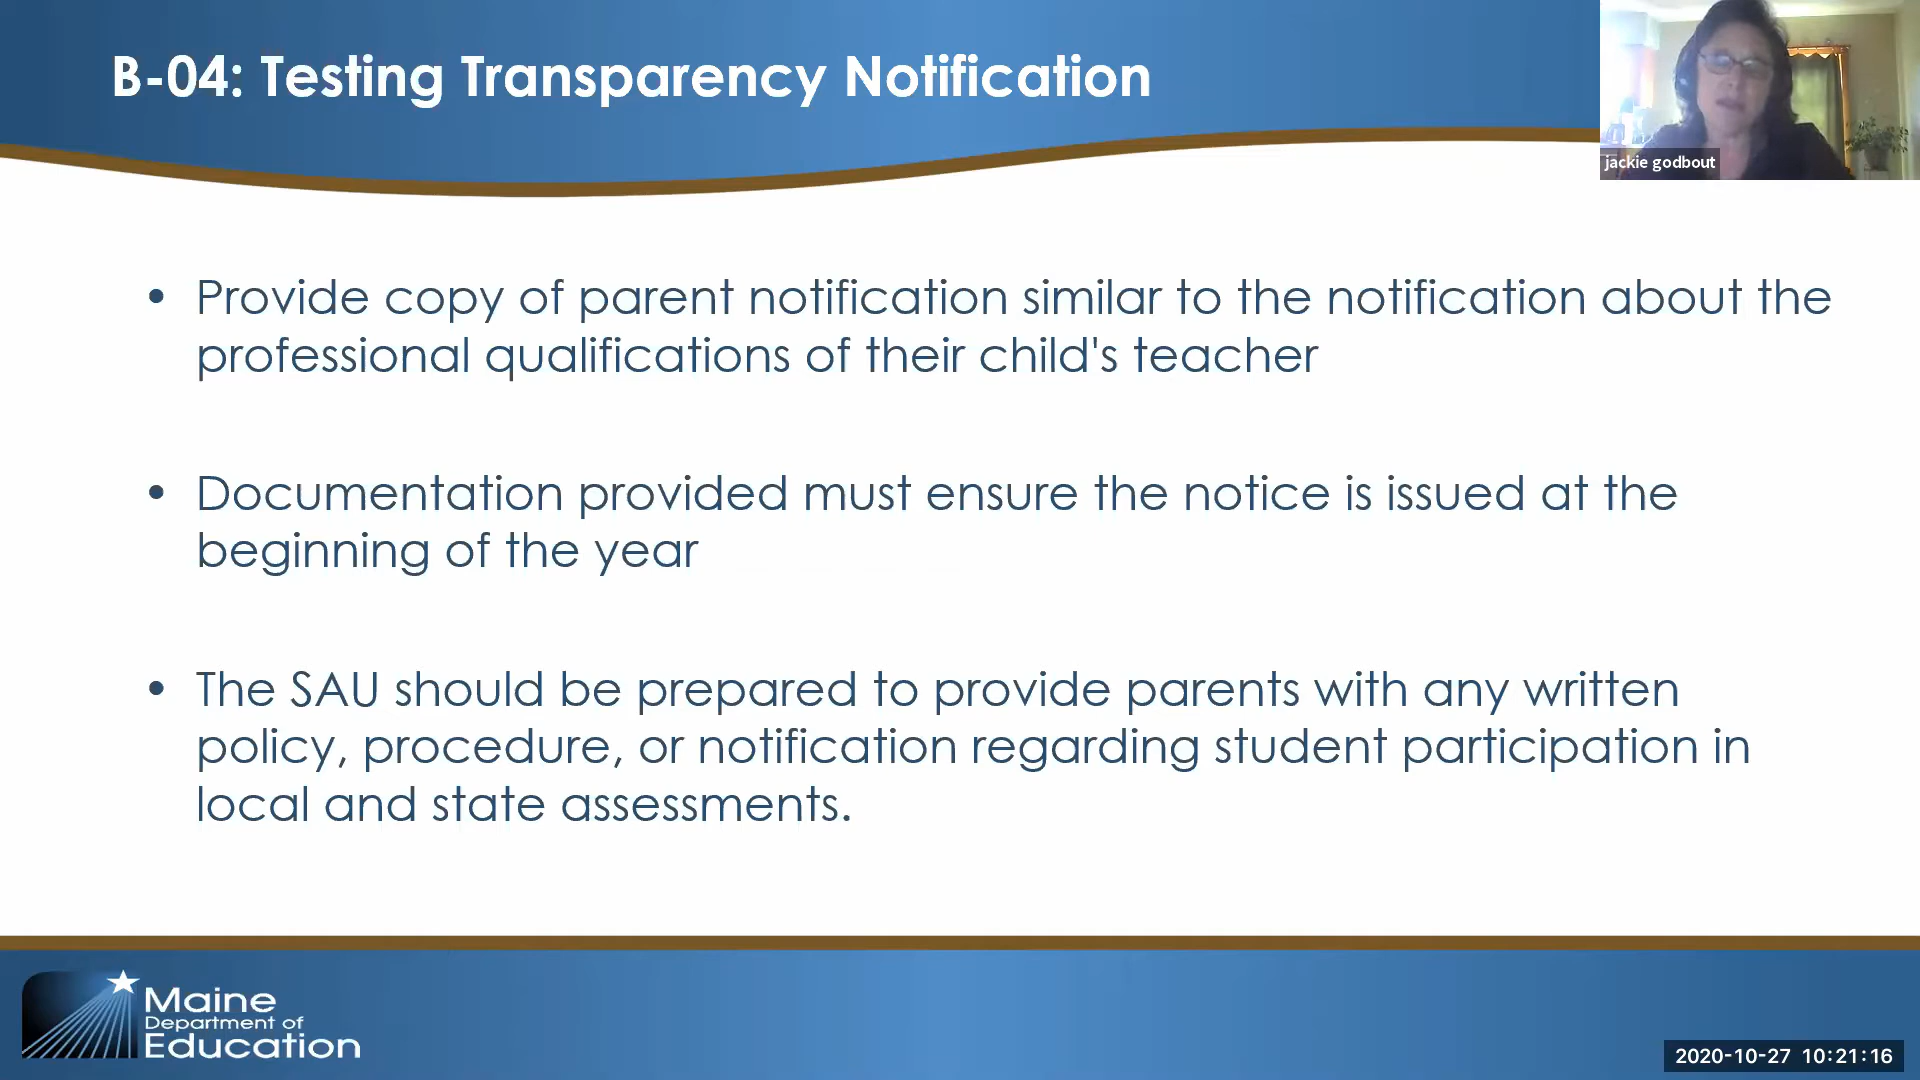 B-04: Testing Transparency Notification
jackie godbout
• Provide copy of parent notification similar to the notification about the
professional qualifications of their child's teacher
• Documentation provided must ensure the notice is issued at the
beginning of the year
• The SAU should be prepared to provide parents with any written
policy, procedure, or notification regarding student participation in
local and state assessments.
Maine
Department of
Education
2020-10-27 10:21:16